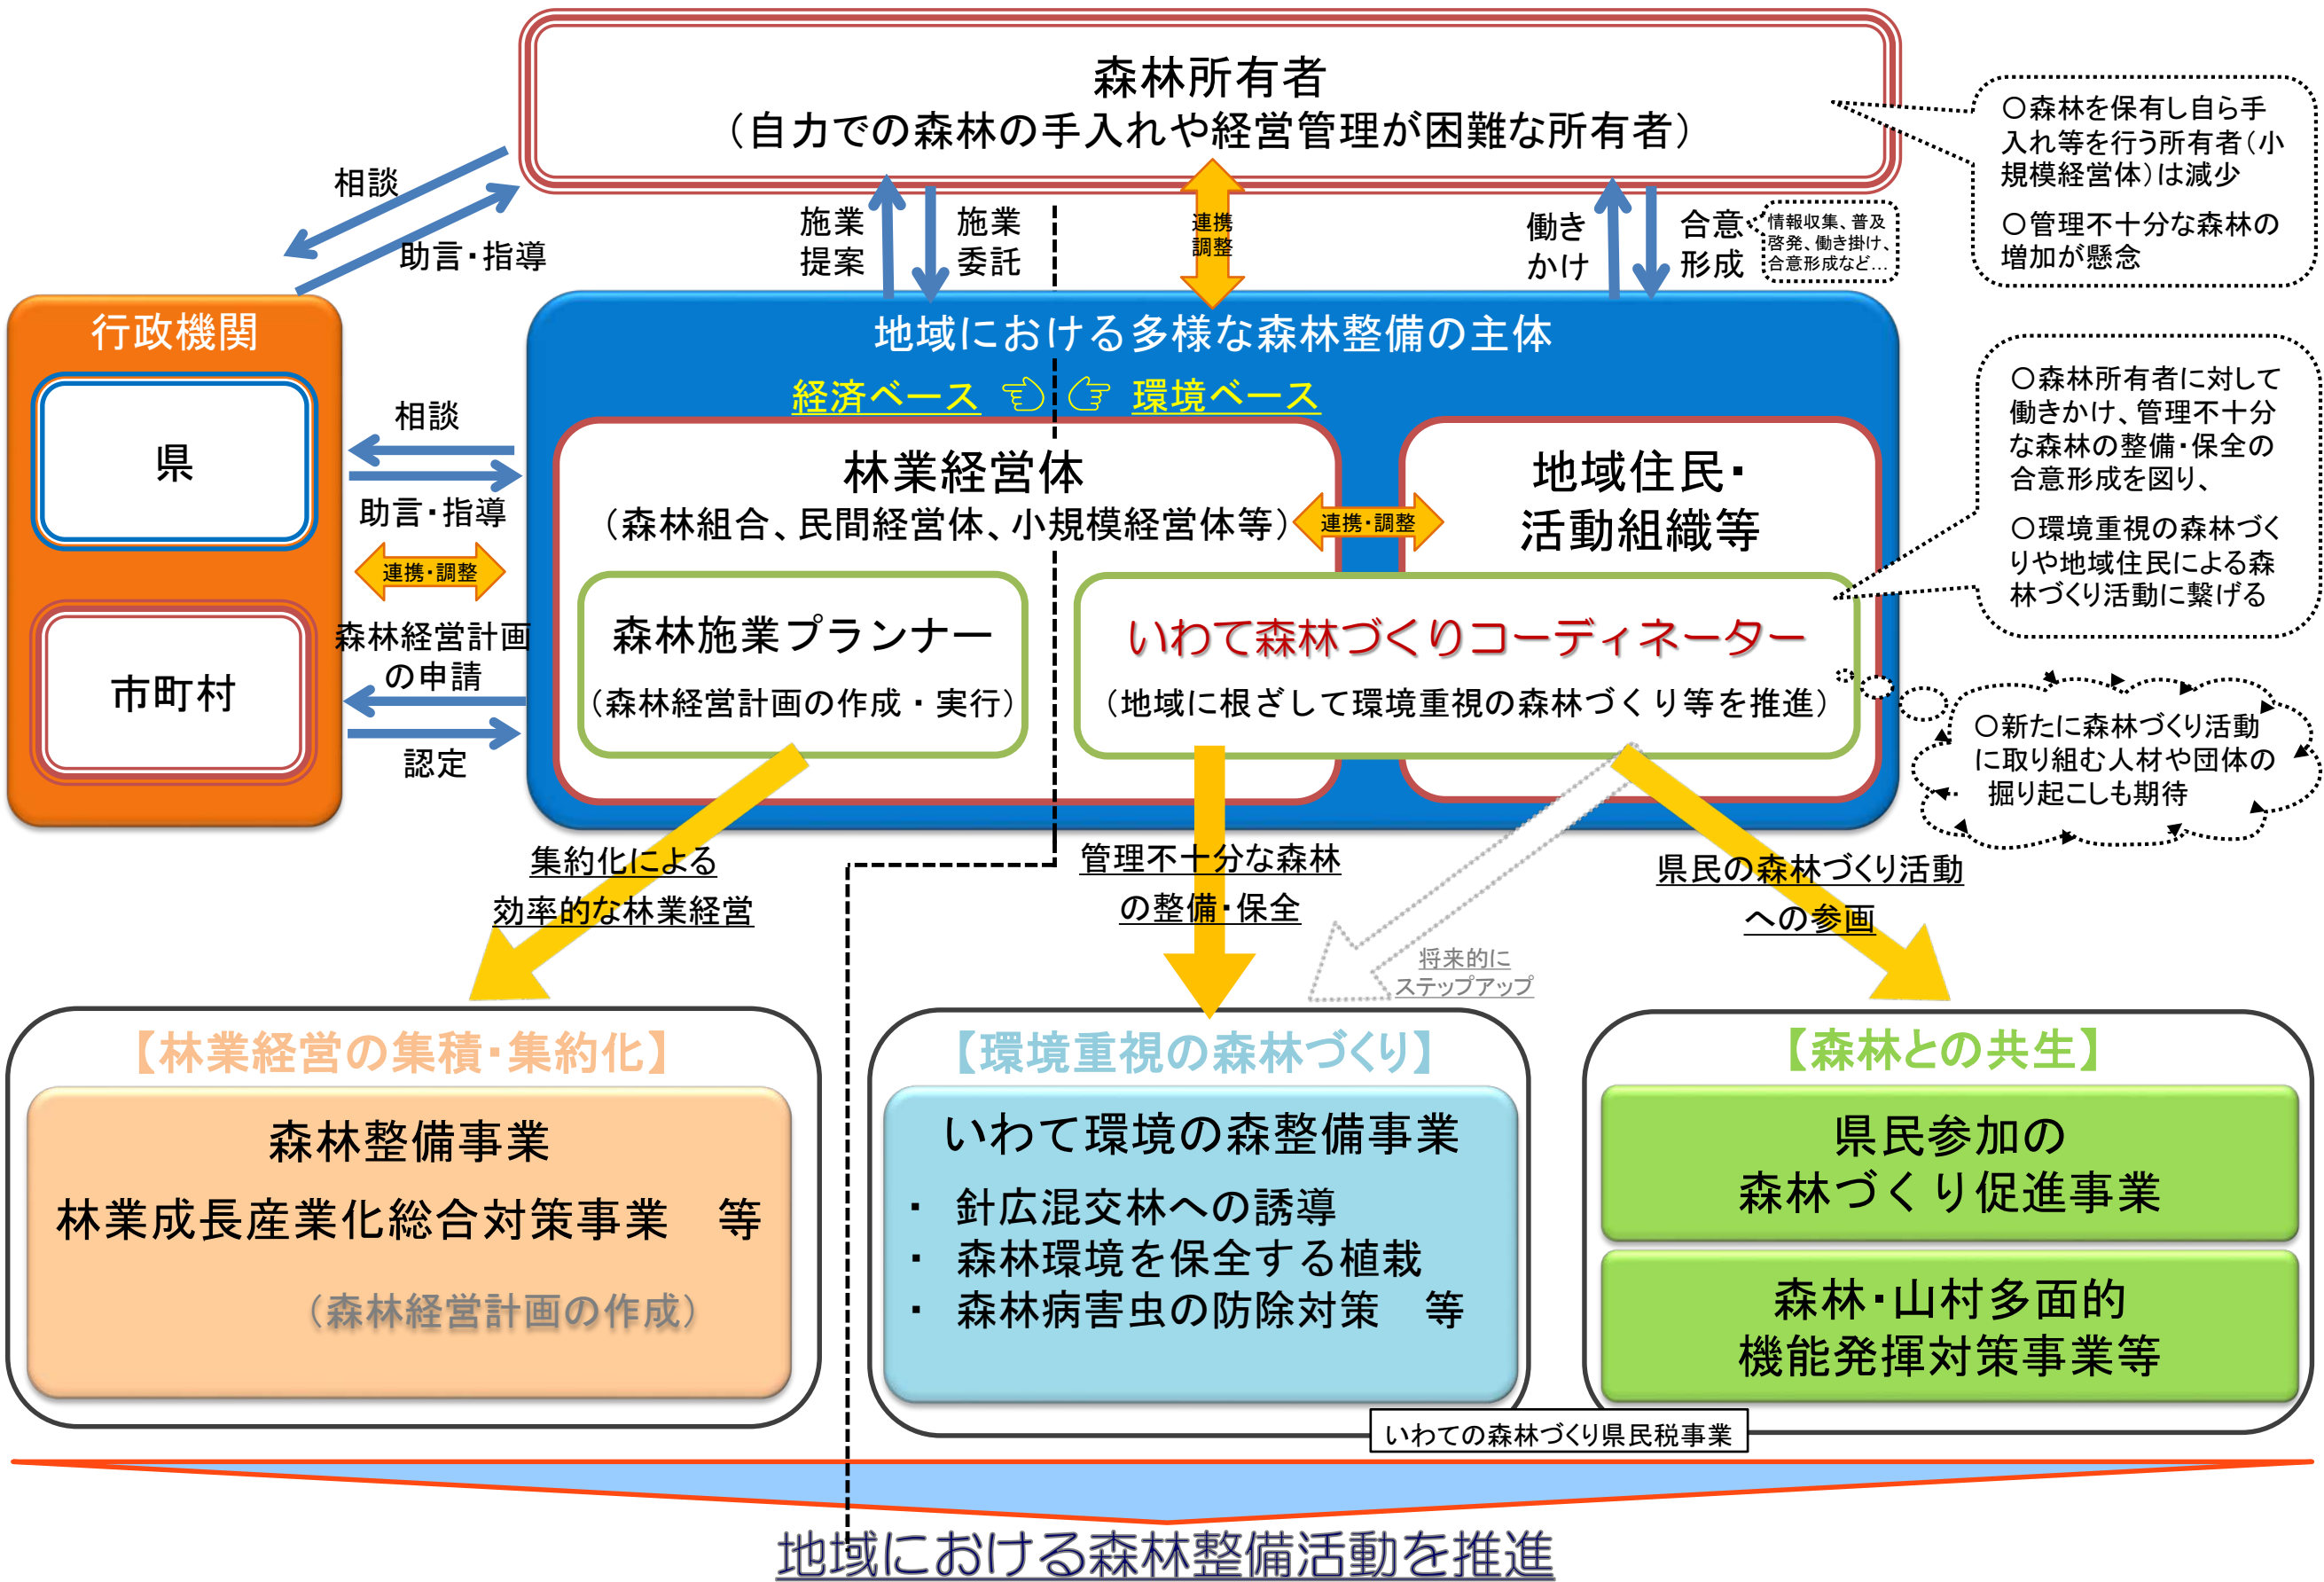 森林所有者
（自力での森林の手入れや経営管理が困難な所有者）
〇森林を保有し自ら手
入れ等を行う所有者（小
規模経営体）は減少
〇管理不十分な森林の
増加が懸念
相談
助言・指導
施業
提案
施業
委託
連携
調整
働き
かけ
合意
形成
情報収集、普及
啓発、働き掛け、
合意形成など…
行政機関
県
市町村
相談
助言・指導
連携・調整
森林経営計画
の申請
認定
地域における多様な森林整備の主体
経済ベース ☜ ☞ 環境ベース
林業経営体
（森林組合、民間経営体、小規模経営体等）
連携・調整
地域住民・
活動組織等
森林施業プランナー
（森林経営計画の作成・実行）
いわて森林づくりコーディネーター
（地域に根ざして環境重視の森林づくり等を推進）
〇森林所有者に対して
働きかけ、管理不十分
な森林の整備・保全の
合意形成を図り、
〇環境重視の森林づく
りや地域住民による森
林づくり活動に繋げる
〇新たに森林づくり活動
に取り組む人材や団体の
掘り起こしも期待
集約化による
効率的な林業経営
管理不十分な森林
の整備・保全
将来的に
ステップアップ
県民の森林づくり活動
への参画
【林業経営の集積・集約化】
森林整備事業
林業成長産業化総合対策事業　等
（森林経営計画の作成）
【環境重視の森林づくり】
いわて環境の森整備事業
・ 針広混交林への誘導
・ 森林環境を保全する植栽
・ 森林病害虫の防除対策　等
【森林との共生】
県民参加の
森林づくり促進事業
森林・山村多面的
機能発揮対策事業等
いわての森林づくり県民税事業
地域における森林整備活動を推進